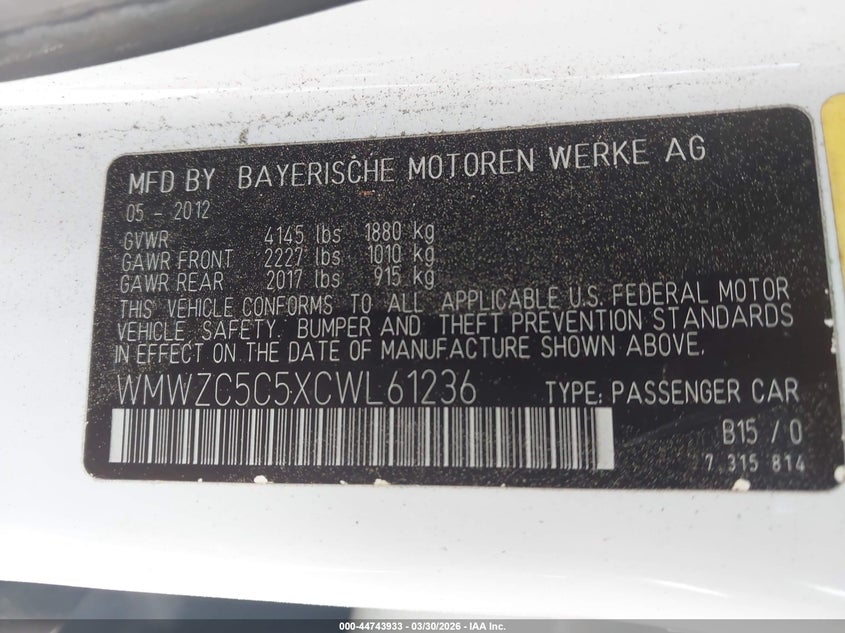 MFD BY BAYERISCHE MOTOREN WERKE AG
05 - 2012
GVWR 4145 lbs 1880 kg
GAWR FRONT 2227 lbs 1010 kg
GAWR REAR 2017 lbs 915 kg
THIS VEHICLE CONFORMS TO ALL APPLICABLE U.S. FEDERAL MOTOR
VEHICLE SAFETY, BUMPER AND THEFT PREVENTION STANDARDS
IN EFFECT ON THE DATE OF MANUFACTURE SHOWN ABOVE.
WMWZC5C5XCWL61236 TYPE: PASSENGER CAR
B15 / 0
7 315 814
000-44743933 - 03/30/2026 - IAA Inc.